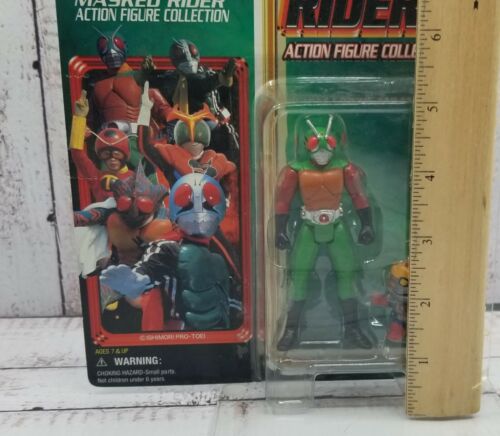 MASKED RIDER
ACTION FIGURE COLLECTION
RIDER
ACTION FIGURE COLLEC
©ISHIMORI PRO•TOEI
AGES 7 & UP
WARNING:
CHOKING HAZARD-Small parts.
Not children under 6 years.
6
5
4
3
2
1